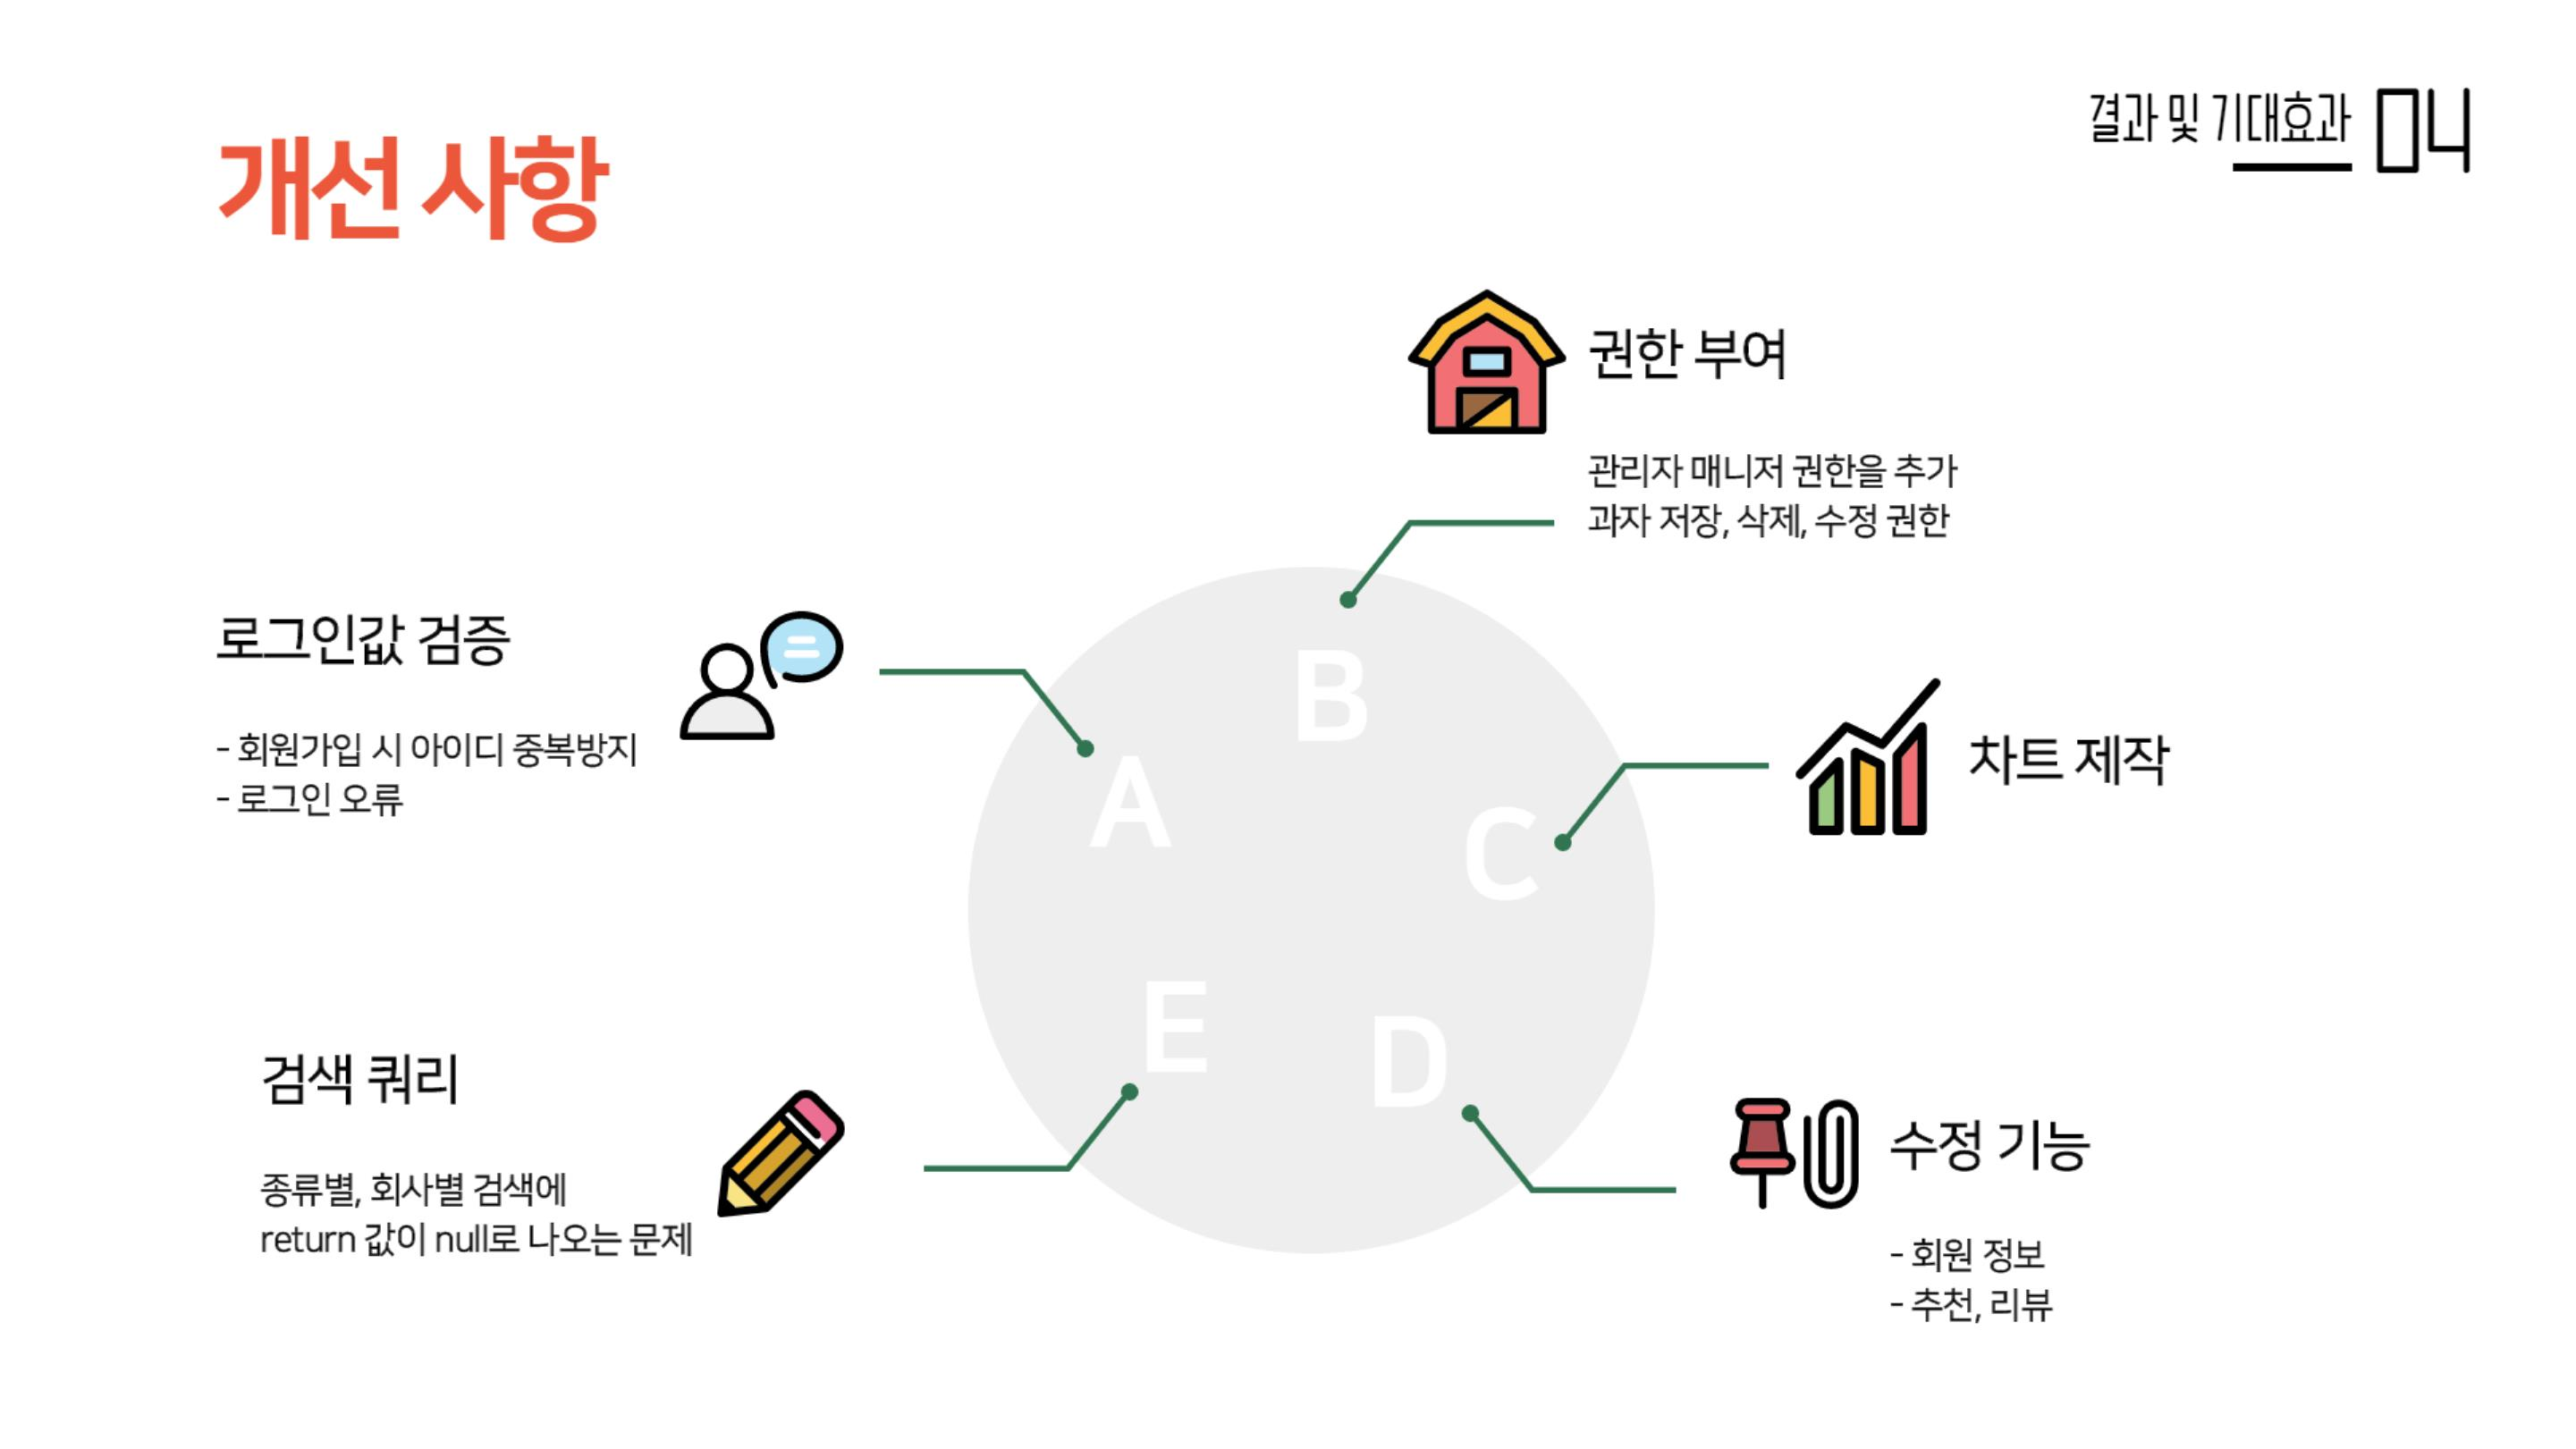 개선 사항
결과 및 기대효과 04
권한 부여
관리자 매니저 권한을 추가
과자 저장, 삭제, 수정 권한
로그인값 검증
- 회원가입 시 아이디 중복방지
- 로그인 오류
B
A
차트 제작
C
E
D
검색 쿼리
종류별, 회사별 검색에
return 값이 null로 나오는 문제
수정 기능
- 회원 정보
- 추천, 리뷰